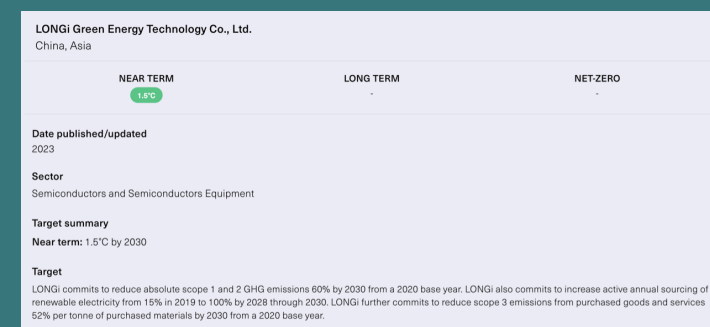 LONGi Green Energy Technology Co., Ltd.
China, Asia
NEAR TERM LONG TERM NET-ZERO
1.5°C - -
Date published/updated
2023
Sector
Semiconductors and Semiconductors Equipment
Target summary
Near term: 1.5°C by 2030
Target
LONGi commits to reduce absolute scope 1 and 2 GHG emissions 60% by 2030 from a 2020 base year. LONGi also commits to increase active annual sourcing of
renewable electricity from 15% in 2019 to 100% by 2028 through 2030. LONGi further commits to reduce scope 3 emissions from purchased goods and services
52% per tonne of purchased materials by 2030 from a 2020 base year.